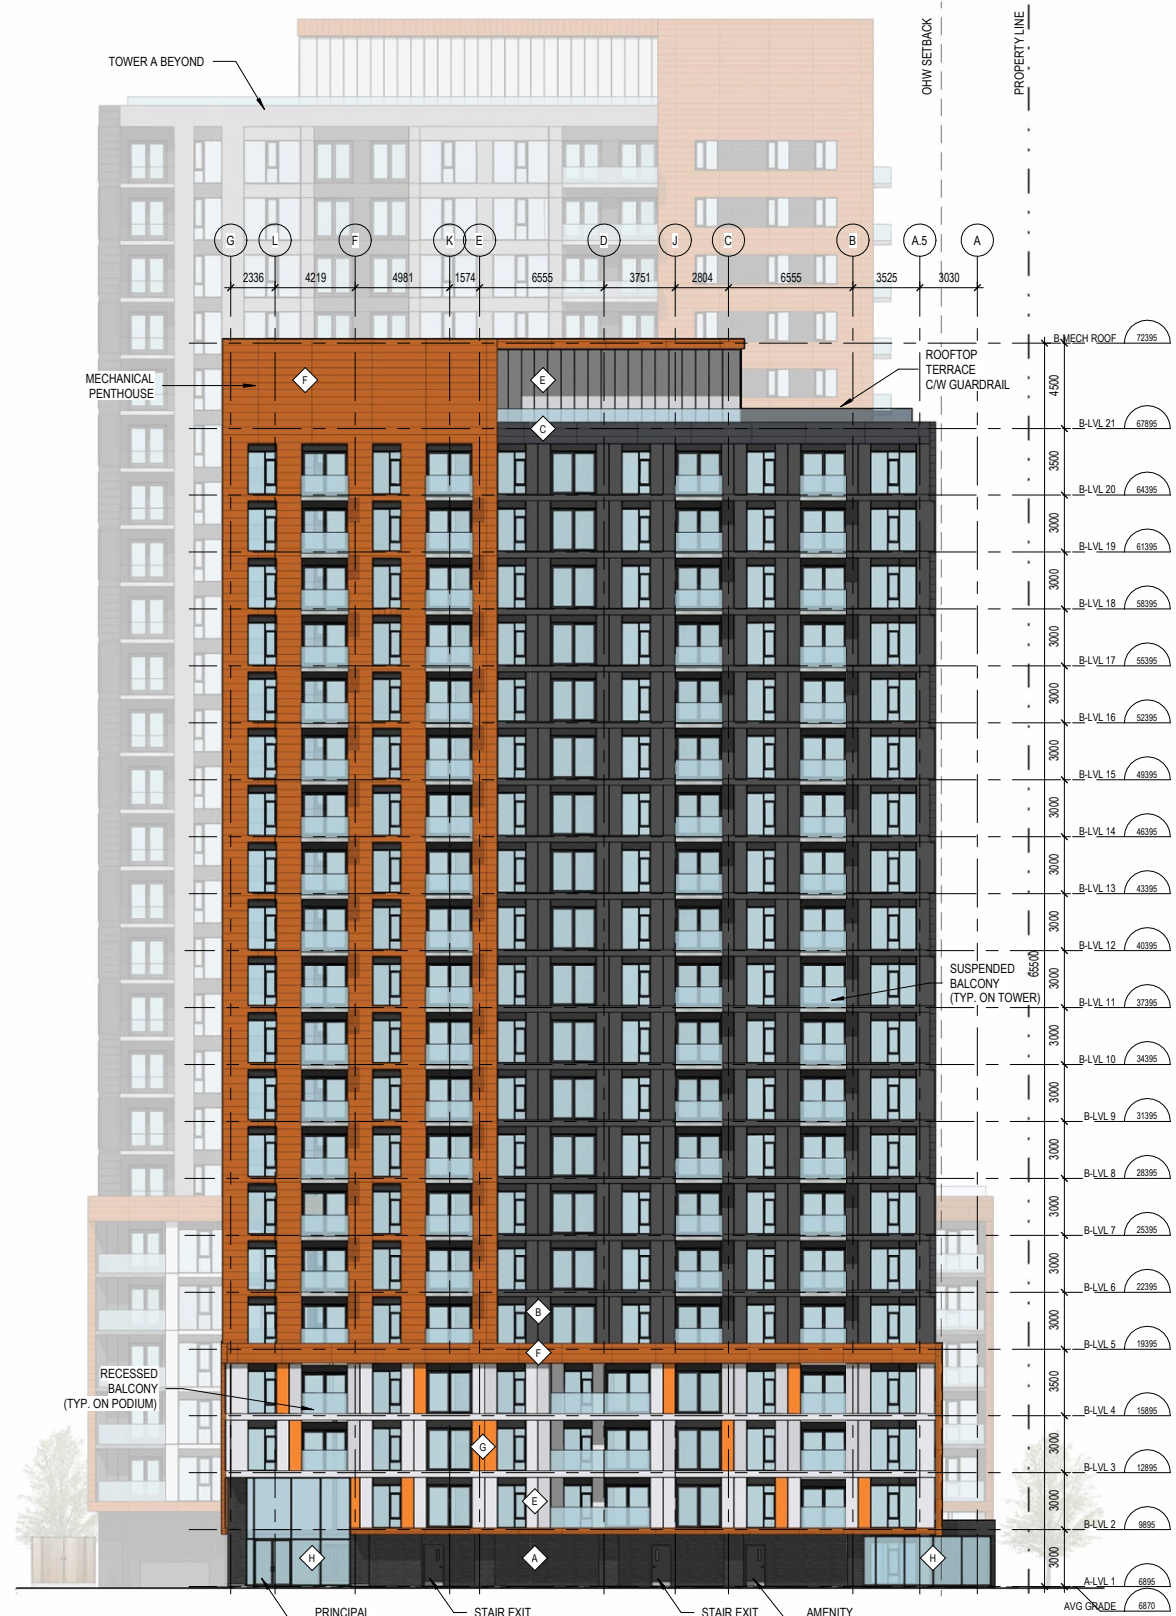 OHW SETBACK
PROPERTY LINE
TOWER A BEYOND
G L F K E D J C B A.5 A
2336 4219 4981 1574 6555 3751 2804 6555 3525 3030
B-MECH ROOF 72395
MECHANICAL
PENTHOUSE
F
E
ROOFTOP
TERRACE
C/W GUARDRAIL
4500
C
B-LVL 21 67895
3500
B-LVL 20 64395
3000
B-LVL 19 61395
3000
B-LVL 18 58395
3000
B-LVL 17 55395
3000
B-LVL 16 52395
3000
B-LVL 15 49395
3000
B-LVL 14 46395
3000
B-LVL 13 43395
3000
B-LVL 12 40395
65500
3000
SUSPENDED
BALCONY
(TYP. ON TOWER)
B-LVL 11 37395
3000
B-LVL 10 34395
3000
B-LVL 9 31395
3000
B-LVL 8 28395
3000
B-LVL 7 25395
3000
B-LVL 6 22395
B
3000
F
B-LVL 5 19395
RECESSED
BALCONY
(TYP. ON PODIUM)
3500
B-LVL 4 15895
G
3000
B-LVL 3 12895
E
3000
B-LVL 2 9895
H
A
H
3000
A-LVL 1 6895
AVG GRADE 6870
PRINCIPAL
STAIR EXIT
STAIR EXIT
AMENITY